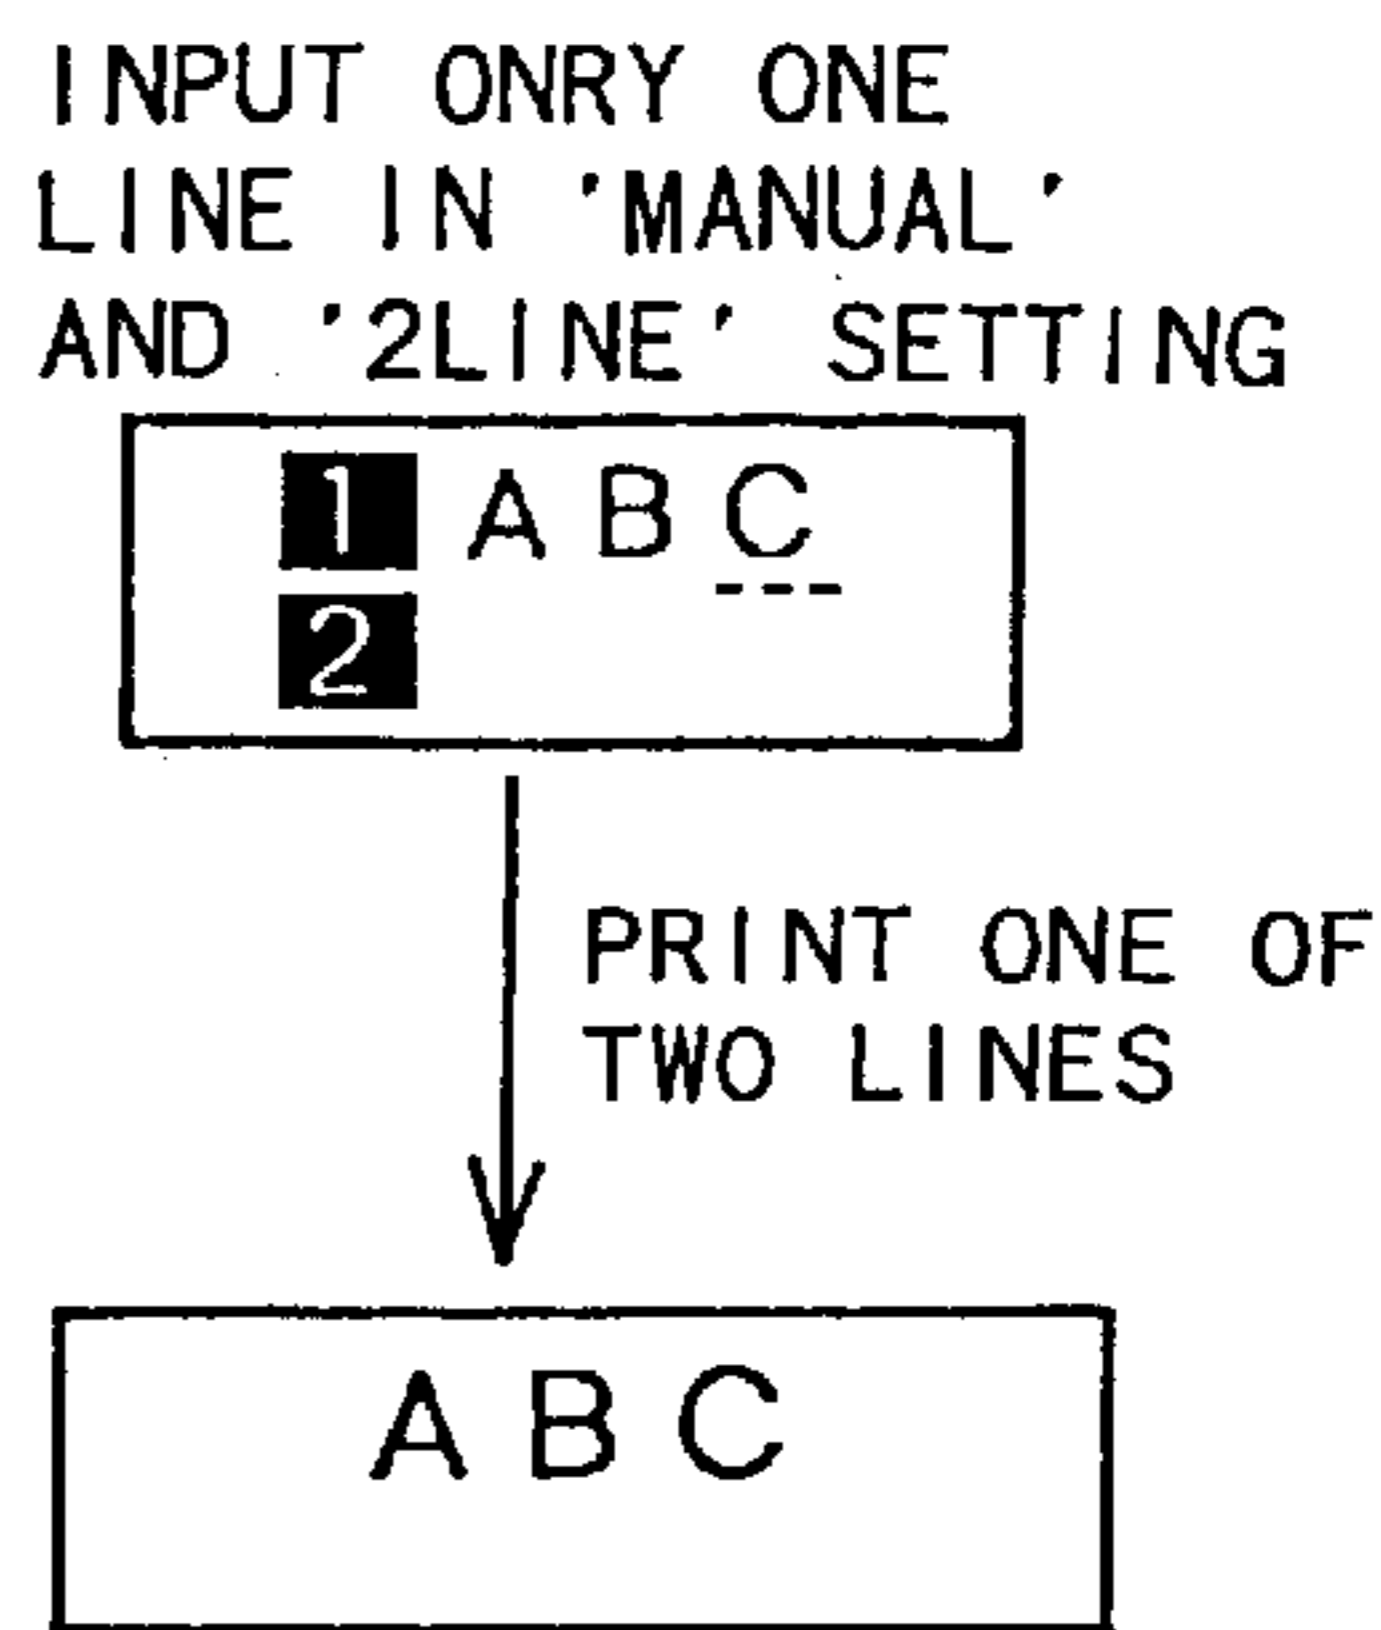 INPUT ONRY ONE
LINE IN 'MANUAL'
AND '2LINE' SETTING
1 ABC
2
PRINT ONE OF
TWO LINES
ABC